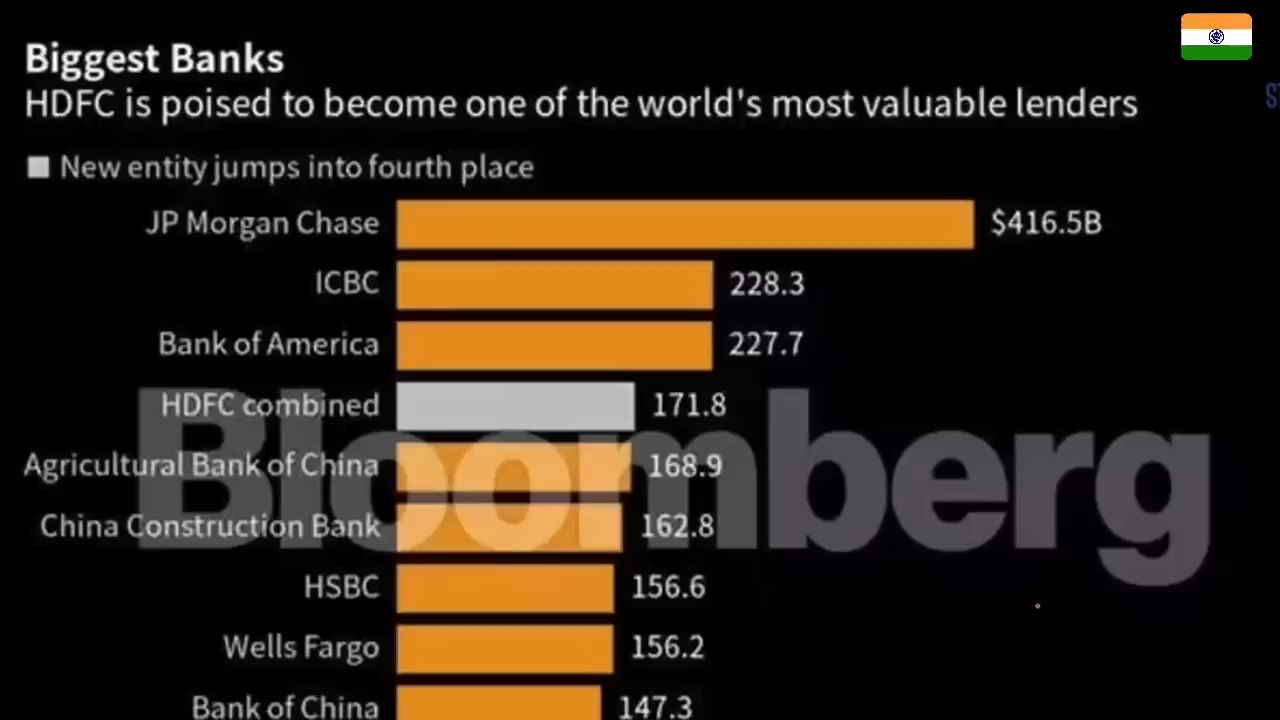 Biggest Banks
HDFC is poised to become one of the world's most valuable lenders
New entity jumps into fourth place
JP Morgan Chase $416.5B
ICBC 228.3
Bank of America 227.7
HDFC combined 171.8
Agricultural Bank of China 168.9
China Construction Bank 162.8
HSBC 156.6
Wells Fargo 156.2
Bank of China 147.3
Bloomberg